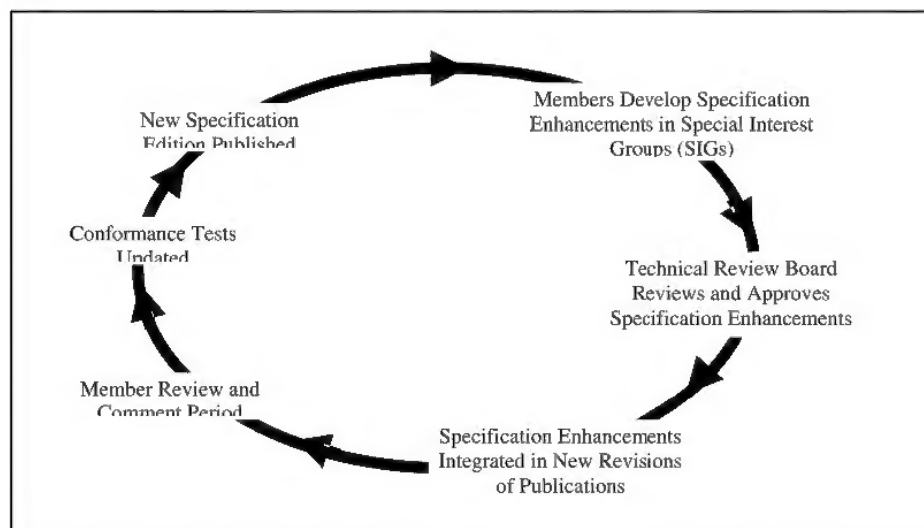 Members Develop Specification
Enhancements in Special Interest
Groups (SIGs)
Technical Review Board
Reviews and Approves
Specification Enhancements
Specification Enhancements
Integrated in New Revisions
of Publications
Member Review and
Comment Period
Conformance Tests
Updated
New Specification
Edition Published